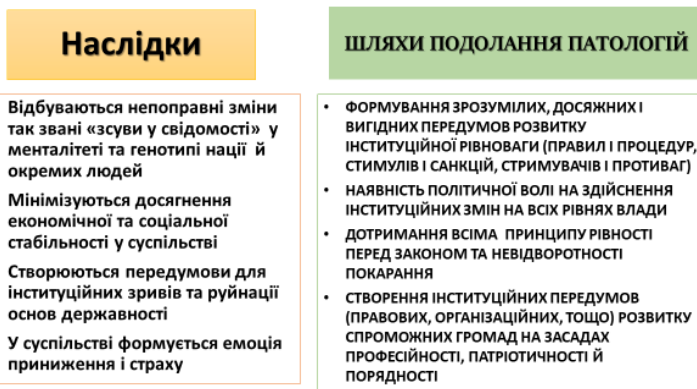 Наслідки
Відбуваються непоправні зміни
так звані «зсуви у свідомості» у
менталітеті та генотипі нації й
окремих людей
Мінімізуються досягнення
економічної та соціальної
стабільності у суспільстві
Створюються передумови для
інституційних зривів та руйнації
основ державності
У суспільстві формується емоція
приниження і страху
ШЛЯХИ ПОДОЛАННЯ ПАТОЛОГІЙ
• ФОРМУВАННЯ ЗРОЗУМІЛИХ, ДОСЯЖНИХ І
ВИГІДНИХ ПЕРЕДУМОВ РОЗВИТКУ
ІНСТИТУЦІЙНОЇ РІВНОВАГИ (ПРАВИЛ І ПРОЦЕДУР,
СТИМУЛІВ І САНКЦІЙ, СТРИМУВАЧІВ І ПРОТИВАГ)
• НАЯВНІСТЬ ПОЛІТИЧНОЇ ВОЛІ НА ЗДІЙСНЕННЯ
ІНСТИТУЦІЙНИХ ЗМІН НА ВСІХ РІВНЯХ ВЛАДИ
• ДОТРИМАННЯ ВСІМА ПРИНЦИПУ РІВНОСТІ
ПЕРЕД ЗАКОНОМ ТА НЕВІДВОРОТНОСТІ
ПОКАРАННЯ
• СТВОРЕННЯ ІНСТИТУЦІЙНИХ ПЕРЕДУМОВ
(ПРАВОВИХ, ОРГАНІЗАЦІЙНИХ, ТОЩО) РОЗВИТКУ
СПРОМОЖНИХ ГРОМАД НА ЗАСАДАХ
ПРОФЕСІЙНОСТІ, ПАТРІОТИЧНОСТІ Й
ПОРЯДНОСТІ